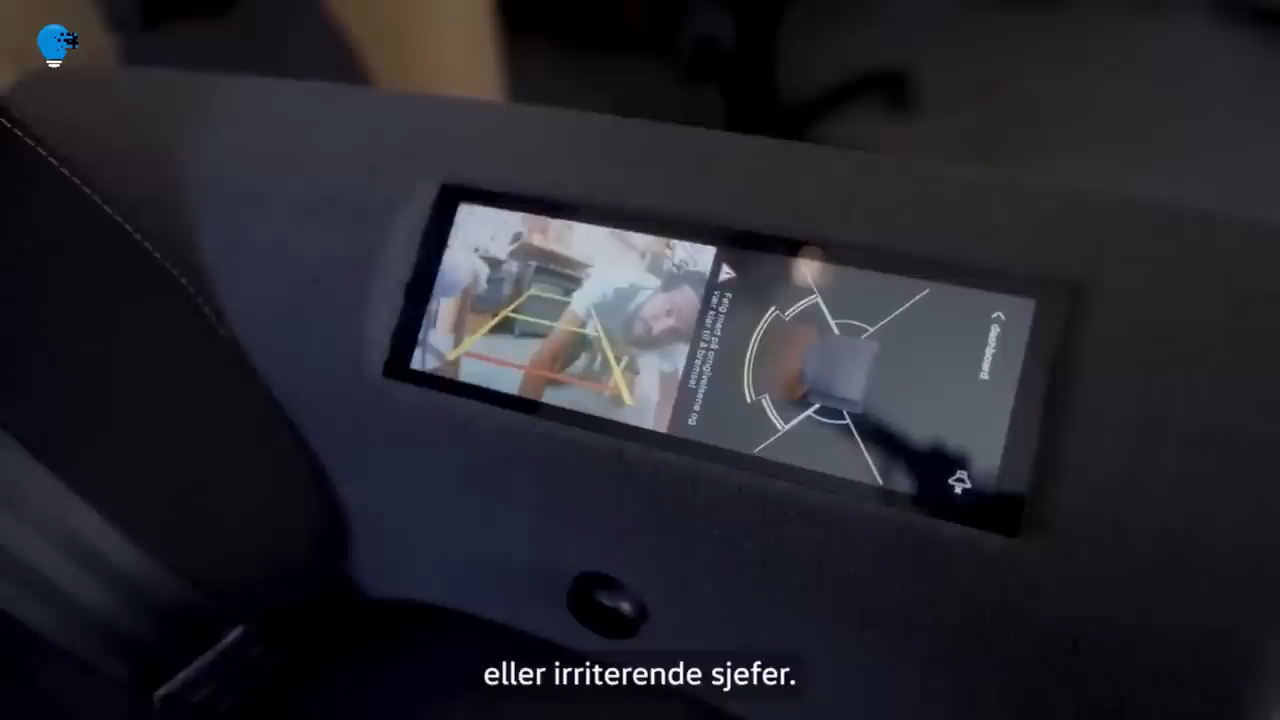 < dashboard
Følg med på omgivelsene og
vær klar til å bremse!
eller irriterende sjefer.